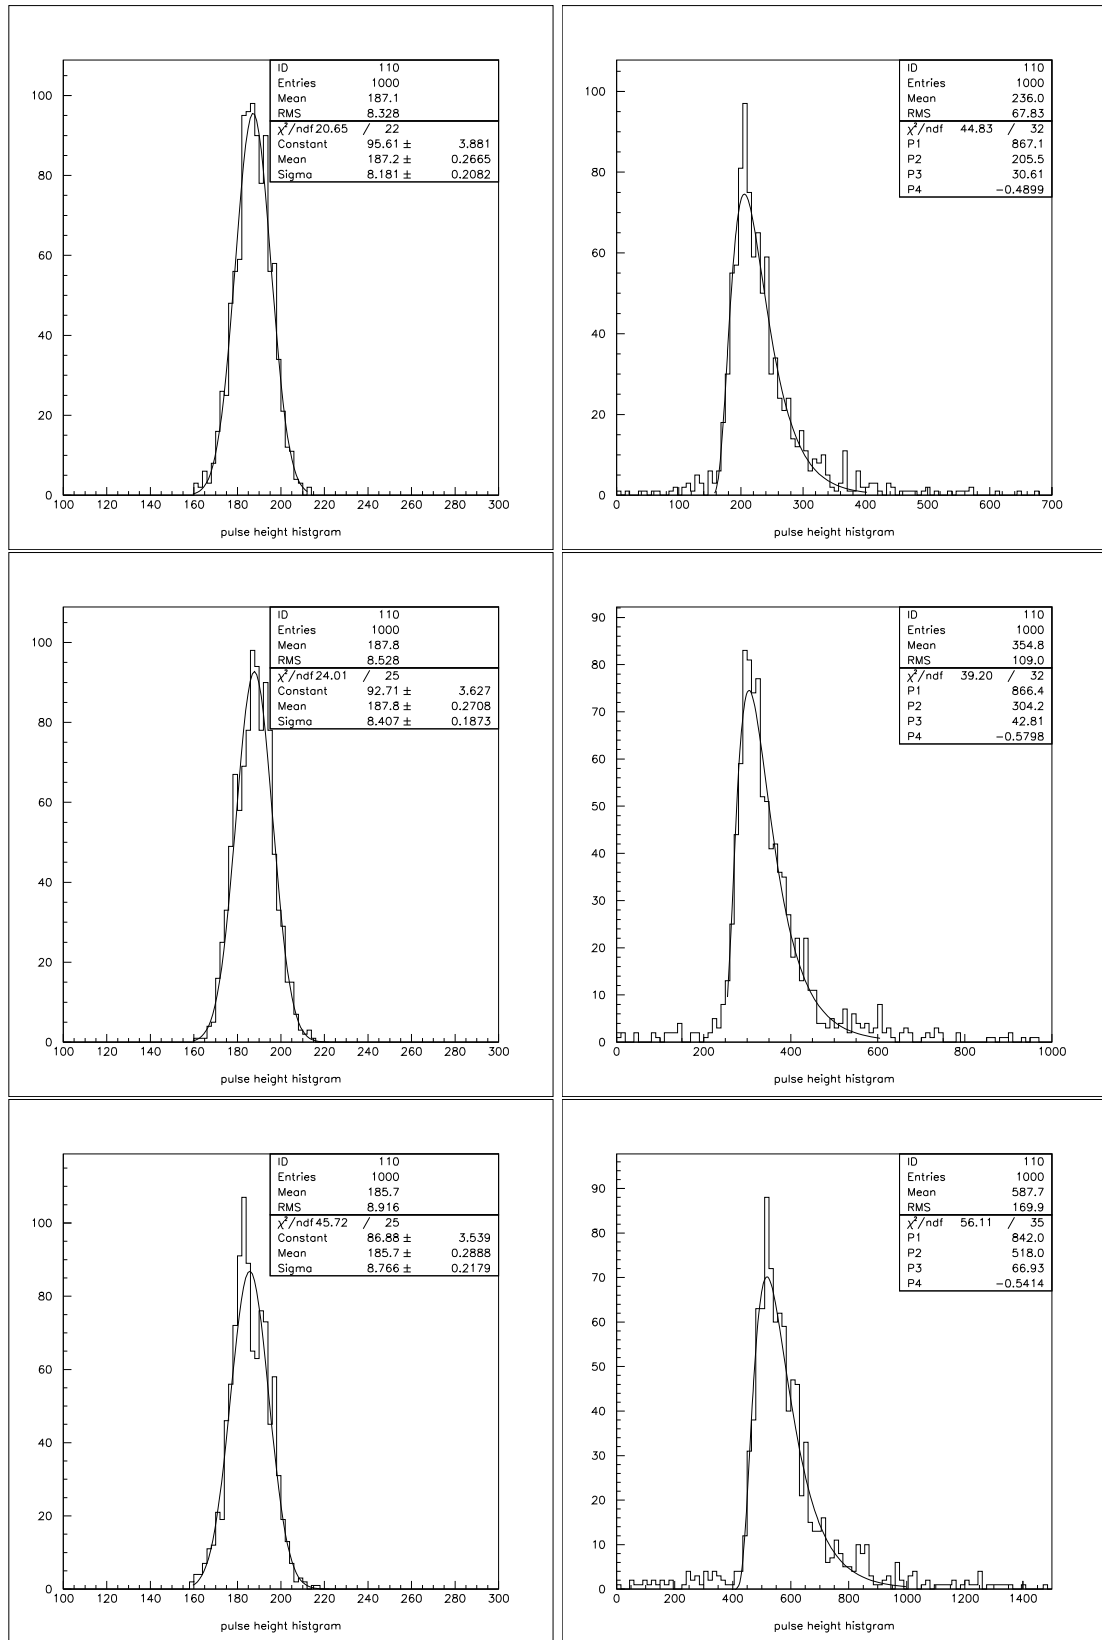 ID 110
Entries 1000
Mean 187.1
RMS 8.328
χ²/ndf 20.65 / 22
Constant 95.61 ± 3.881
Mean 187.2 ± 0.2665
Sigma 8.181 ± 0.2082
100
80
60
40
20
0
100 120 140 160 180 200 220 240 260 280 300
pulse height histgram
ID 110
Entries 1000
Mean 236.0
RMS 67.83
χ²/ndf 44.83 / 32
P1 867.1
P2 205.5
P3 30.61
P4 -0.4899
100
80
60
40
20
0
0 100 200 300 400 500 600 700
pulse height histgram
ID 110
Entries 1000
Mean 187.8
RMS 8.528
χ²/ndf 24.01 / 25
Constant 92.71 ± 3.627
Mean 187.8 ± 0.2708
Sigma 8.407 ± 0.1873
100
80
60
40
20
0
100 120 140 160 180 200 220 240 260 280 300
pulse height histgram
ID 110
Entries 1000
Mean 354.8
RMS 109.0
χ²/ndf 39.20 / 32
P1 866.4
P2 304.2
P3 42.81
P4 -0.5798
90
80
70
60
50
40
30
20
10
0
0 200 400 600 800 1000
pulse height histgram
ID 110
Entries 1000
Mean 185.7
RMS 8.916
χ²/ndf 45.72 / 25
Constant 86.88 ± 3.539
Mean 185.7 ± 0.2888
Sigma 8.766 ± 0.2179
100
80
60
40
20
0
100 120 140 160 180 200 220 240 260 280 300
pulse height histgram
ID 110
Entries 1000
Mean 587.7
RMS 169.9
χ²/ndf 56.11 / 35
P1 842.0
P2 518.0
P3 66.93
P4 -0.5414
90
80
70
60
50
40
30
20
10
0
0 200 400 600 800 1000 1200 1400
pulse height histgram